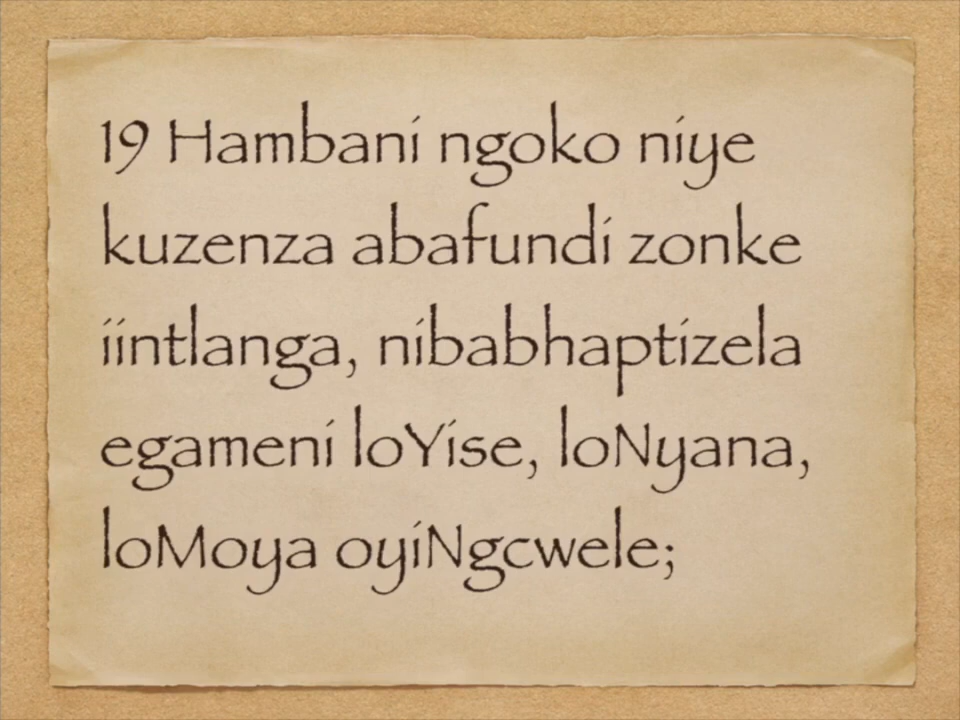 19 Hambani ngoko niye
kuzenza abafundi zonke
iintlanga, nibabhaptizela
egameni loYise, loNyana,
loMoya oyiNgcwele;